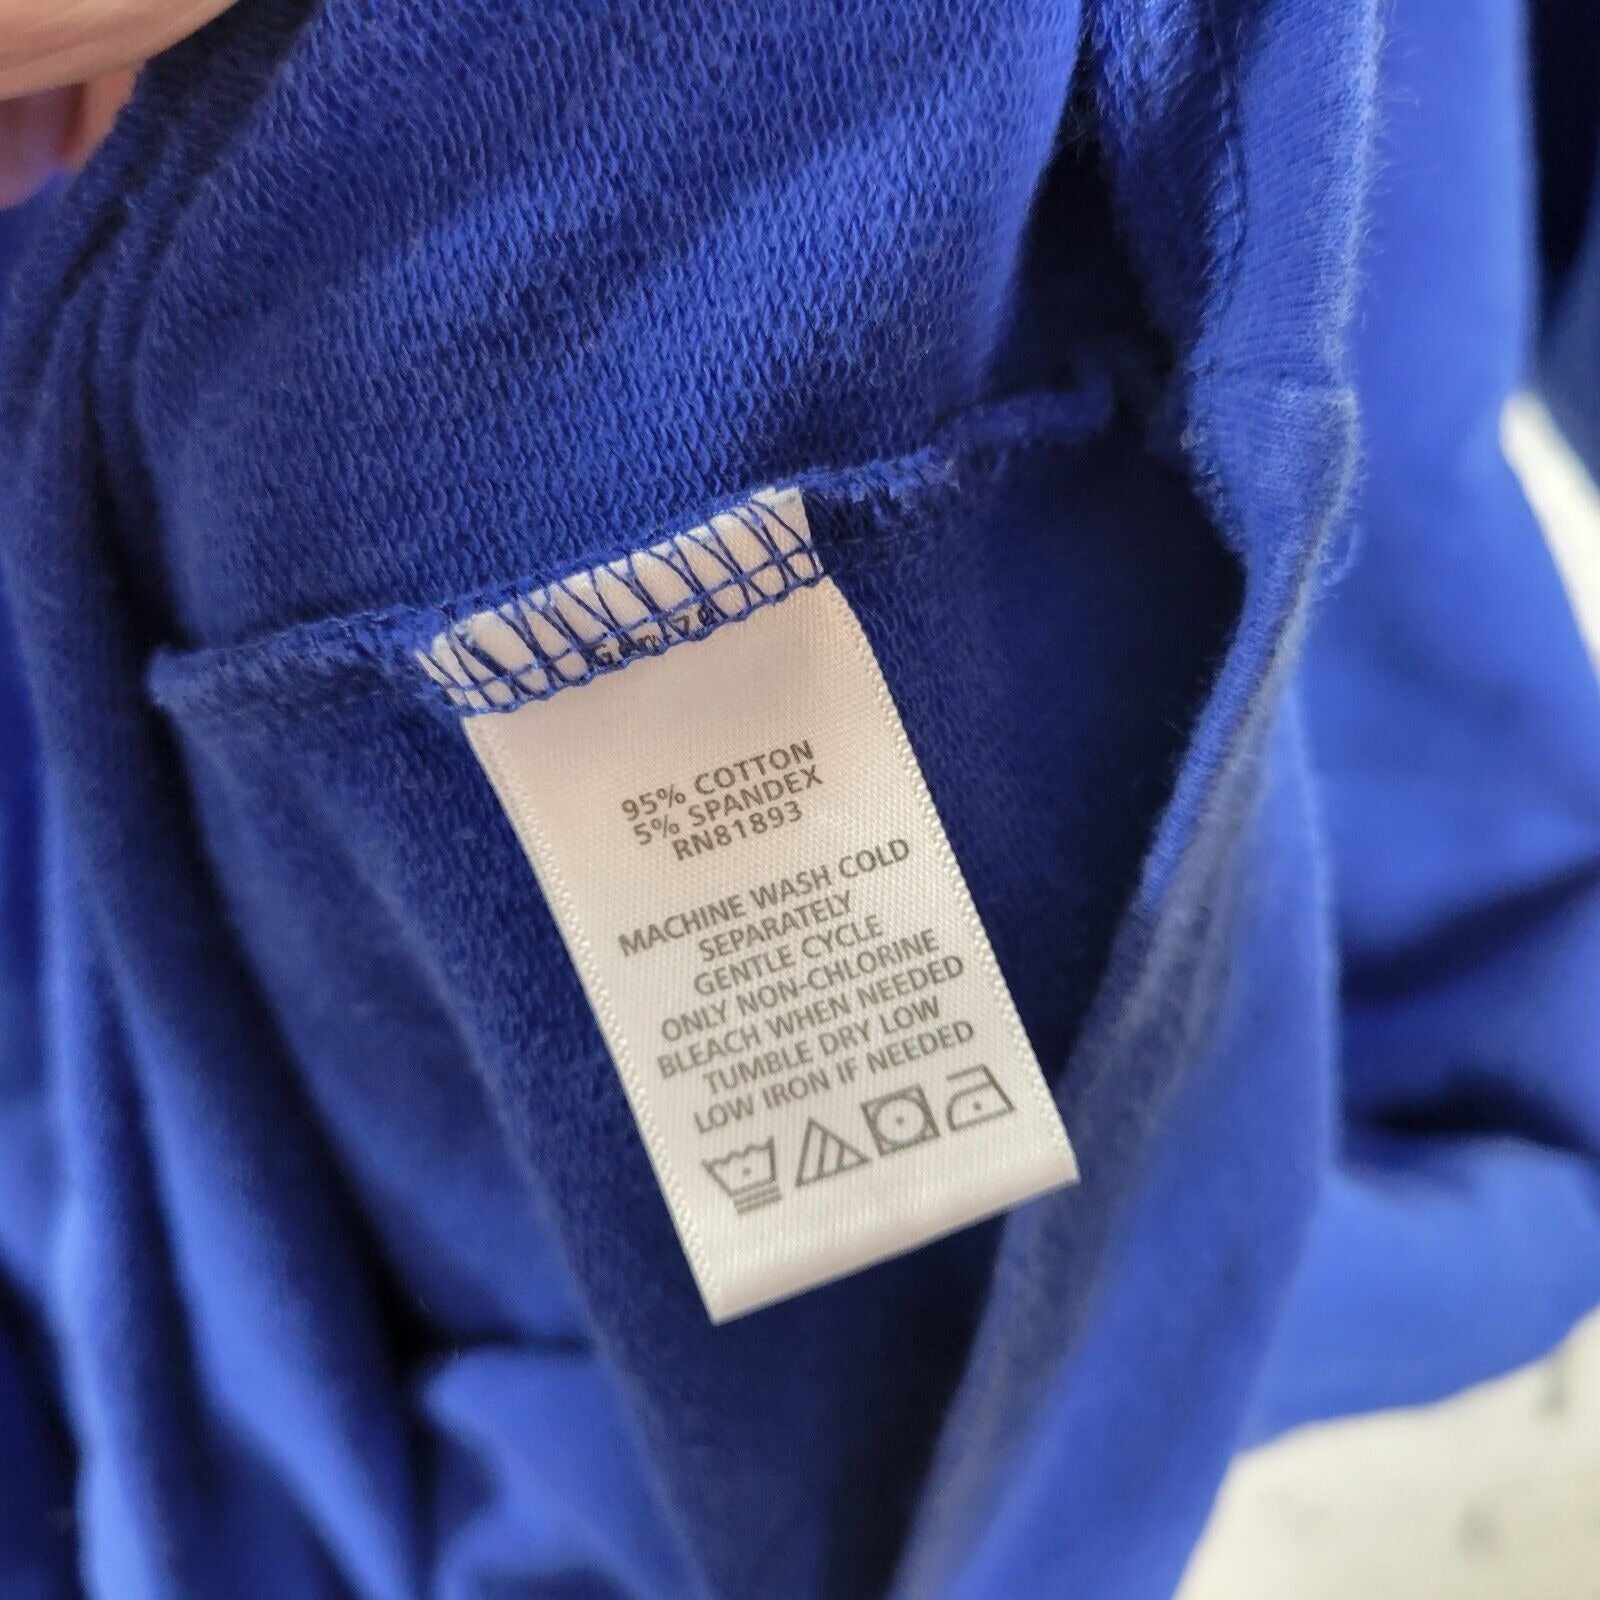 95% COTTON
5% SPANDEX
RN81893
MACHINE WASH COLD
SEPARATELY
GENTLE CYCLE
ONLY NON-CHLORINE
BLEACH WHEN NEEDED
TUMBLE DRY LOW
LOW IRON IF NEEDED